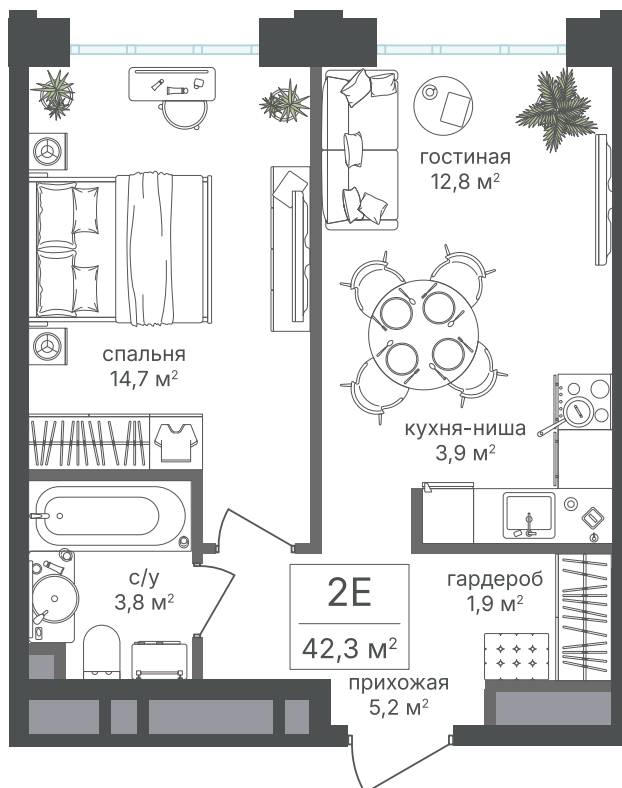 гостиная
12,8 м²
спальня
14,7 м²
кухня-ниша
3,9 м²
с/у
3,8 м²
2Е
42,3 м²
гардероб
1,9 м²
прихожая
5,2 м²